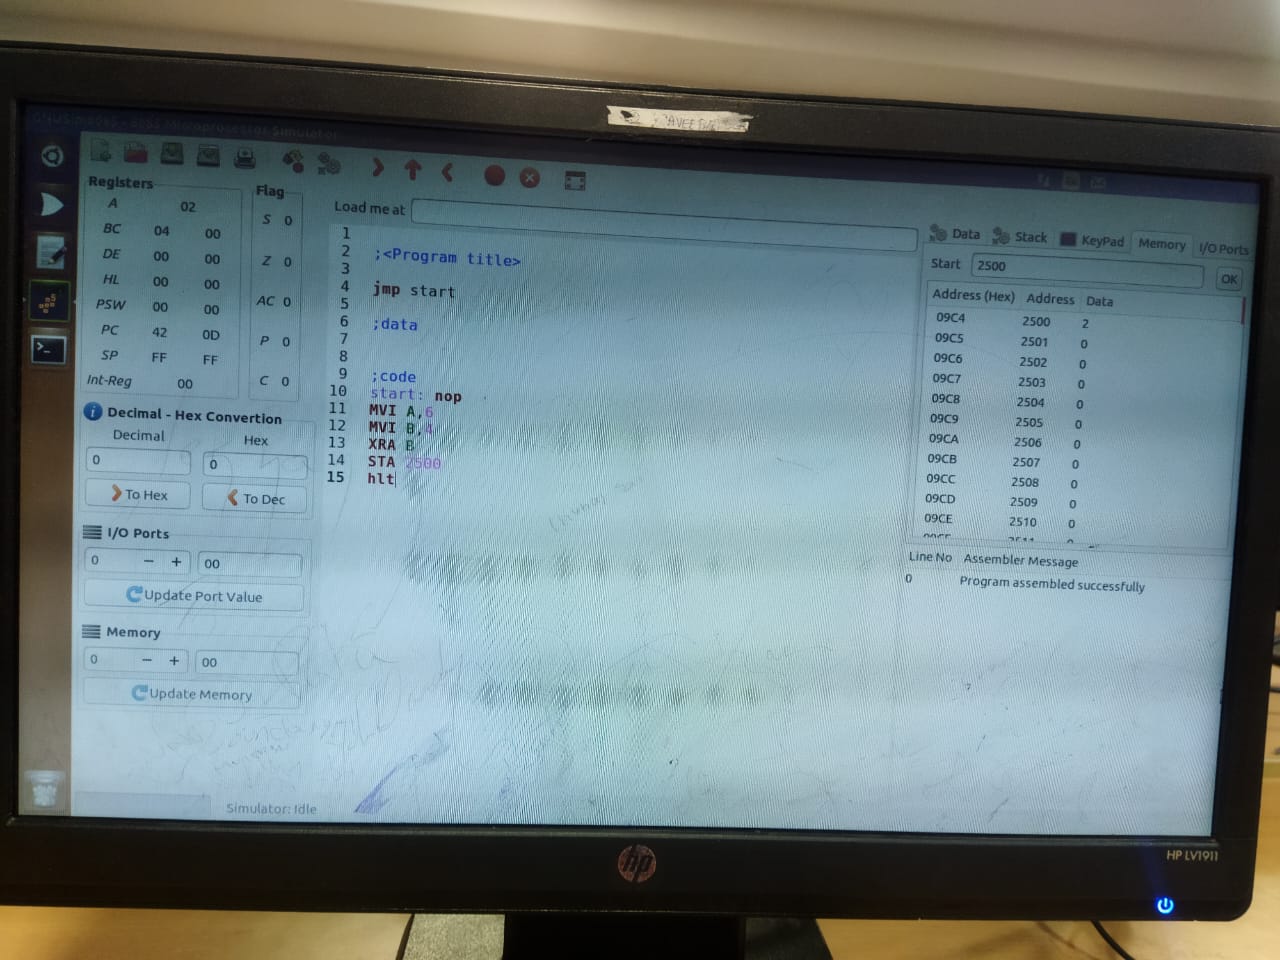 GNUSim8085 - 8085 Microprocessor Simulator
Registers
A 02
BC 04 00
DE 00 00
HL 00 00
PSW 00 00
PC 42 0D
SP FF FF
Int-Reg 00
Flag
S 0
Z 0
AC 0
P 0
C 0
Decimal - Hex Convertion
Decimal Hex
0 0
To Hex To Dec
I/O Ports
0 − + 00
Update Port Value
Memory
0 − + 00
Update Memory
Simulator: Idle
Load me at
1
2 ;<Program title>
3
4 jmp start
5
6 ;data
7
8
9 ;code
10 start: nop
11 MVI A,6
12 MVI B,4
13 XRA B
14 STA 2500
15 hlt
Data Stack KeyPad Memory I/O Ports
Start 2500 OK
Address (Hex) Address Data
09C4 2500 2
09C5 2501 0
09C6 2502 0
09C7 2503 0
09C8 2504 0
09C9 2505 0
09CA 2506 0
09CB 2507 0
09CC 2508 0
09CD 2509 0
09CE 2510 0
Line No Assembler Message
0 Program assembled successfully
hp
HP LV1911